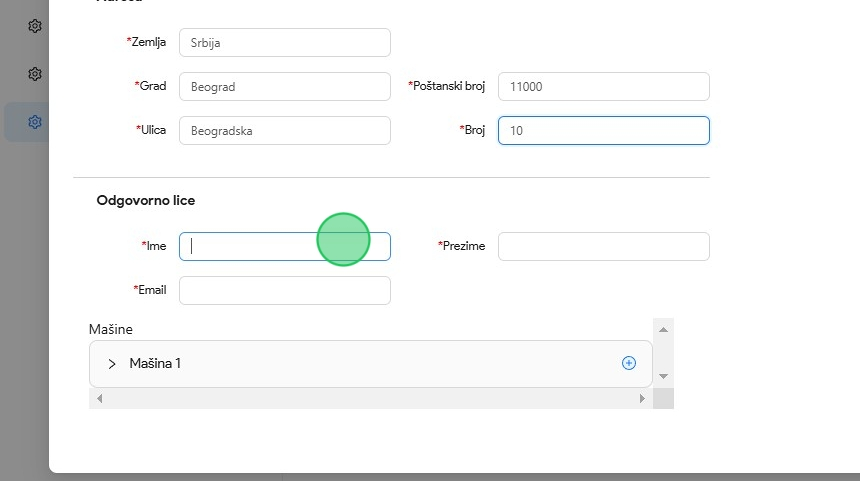 *Zemlja Srbija
*Grad Beograd *Poštanski broj 11000
*Ulica Beogradska *Broj 10
Odgovorno lice
*Ime *Prezime
*Email
Mašine
Mašina 1